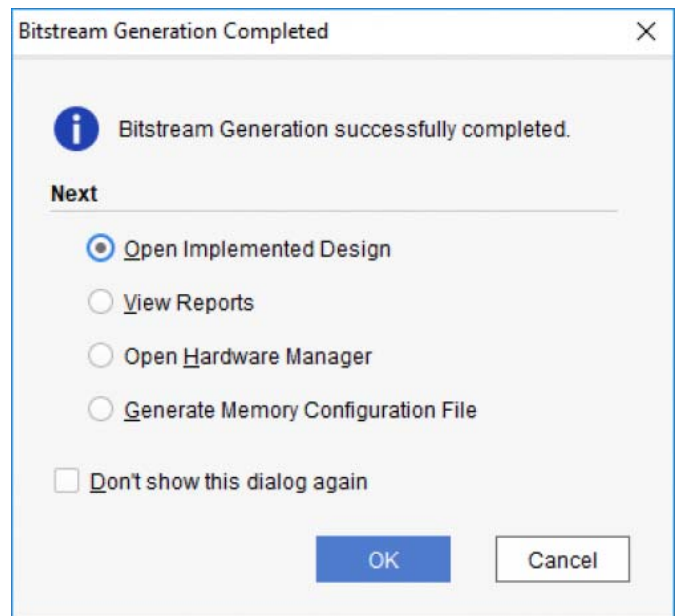 Bitstream Generation Completed
Bitstream Generation successfully completed.
Next
Open Implemented Design
View Reports
Open Hardware Manager
Generate Memory Configuration File
Don't show this dialog again
OK Cancel